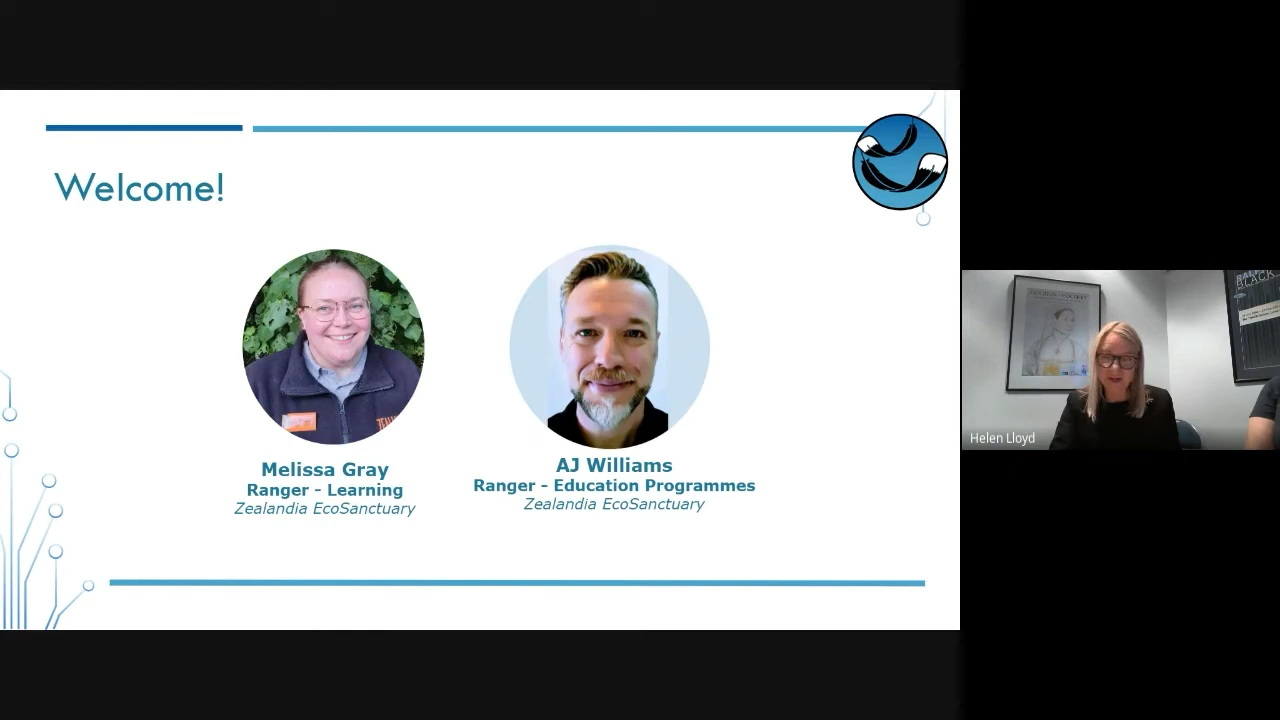 Welcome!
Melissa Gray
Ranger - Learning
Zealandia EcoSanctuary
AJ Williams
Ranger - Education Programmes
Zealandia EcoSanctuary
BLACK
Helen Lloyd